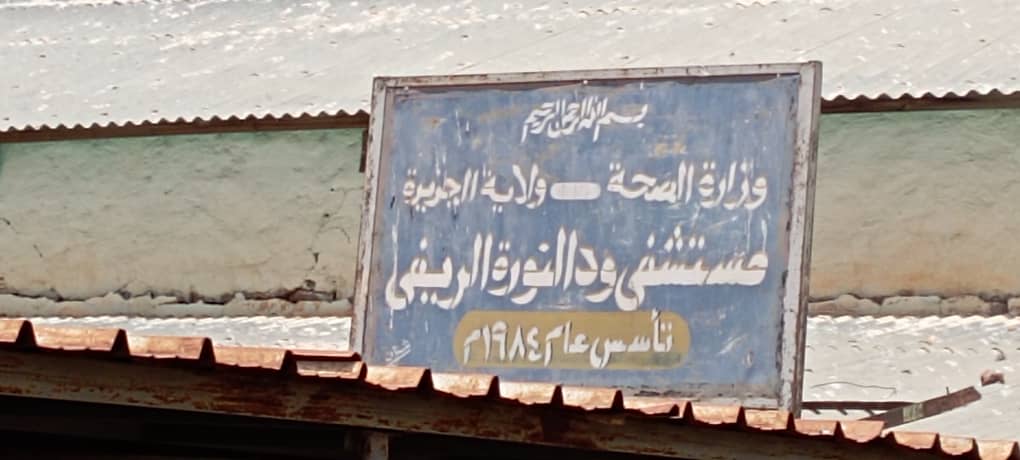 بسم الله الرحمن الرحيم
وزارة الصحة - ولاية الجزيرة
مستشفى ود النورة الريفي
تأسس عام ١٩٨٤م